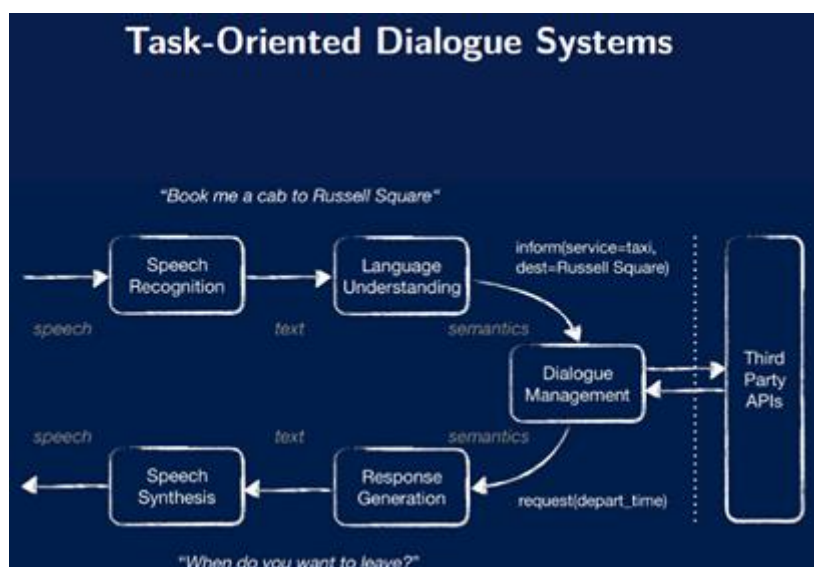 Task-Oriented Dialogue Systems
"Book me a cab to Russell Square"
Speech
Recognition
Language
Understanding
inform(service=taxi,
dest=Russell Square)
speech
text
semantics
Dialogue
Management
Third
Party
APIs
speech
text
semantics
Speech
Synthesis
Response
Generation
request(depart_time)
"When do you want to leave?"